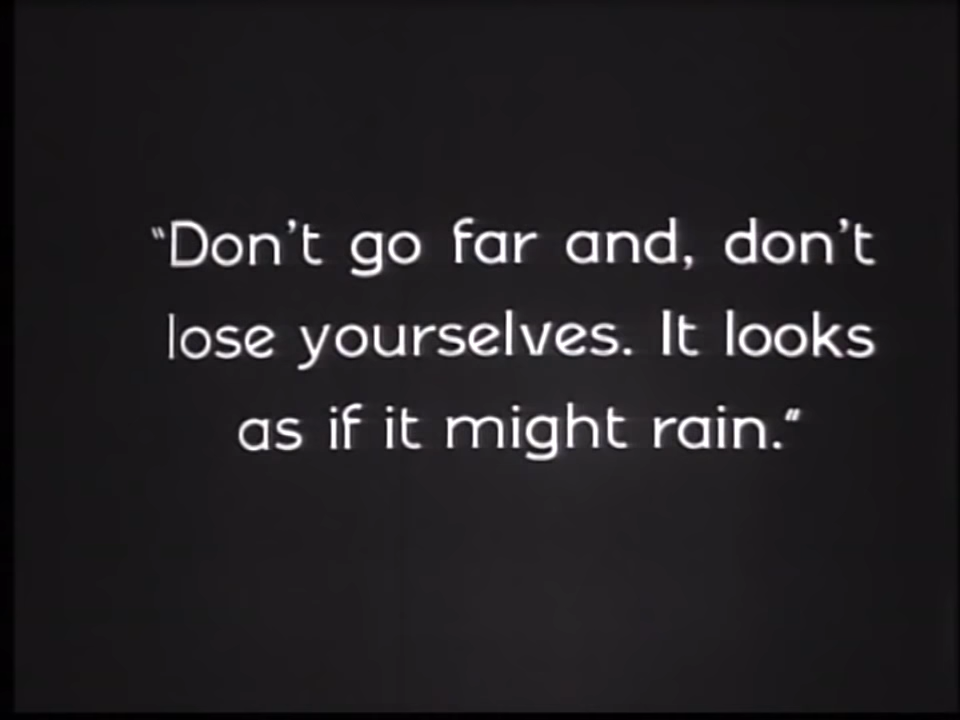 “Don't go far and, don't
lose yourselves. It looks
as if it might rain.”